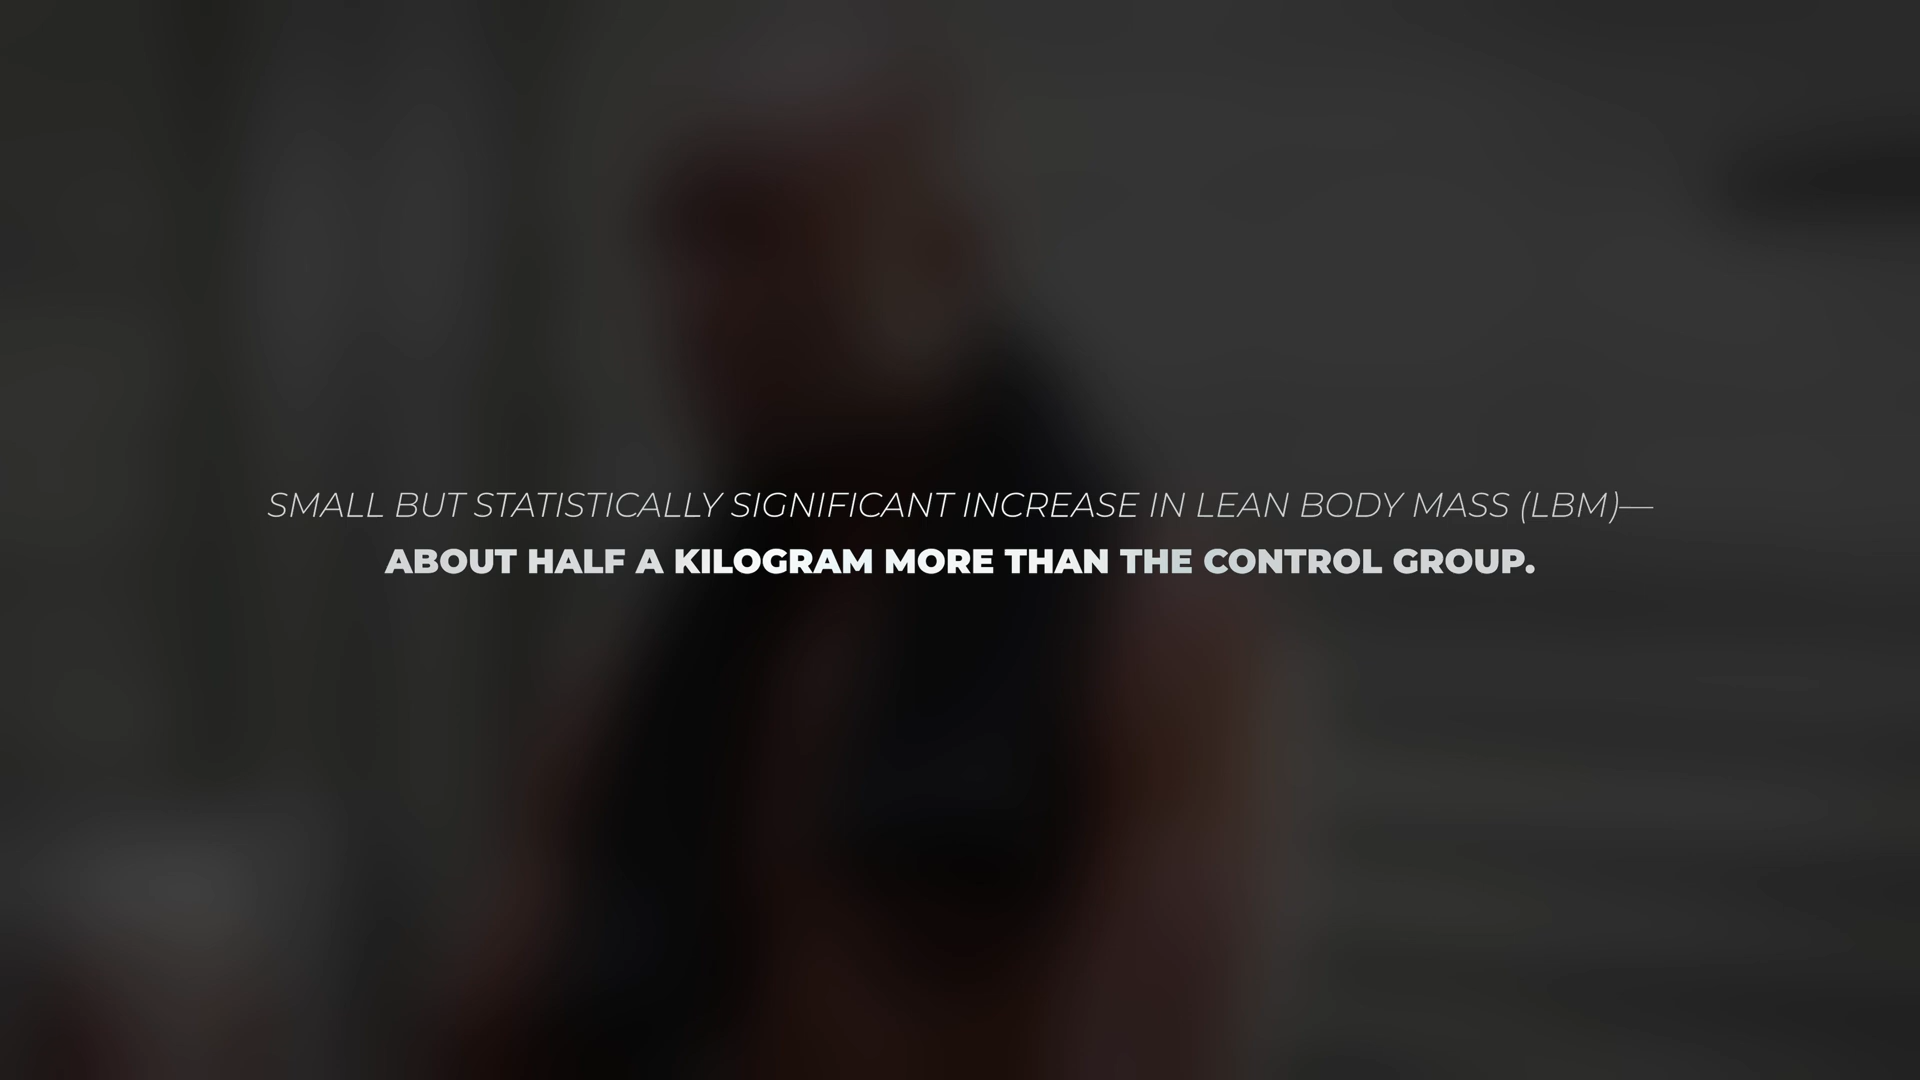 SMALL BUT STATISTICALLY SIGNIFICANT INCREASE IN LEAN BODY MASS (LBM)—
ABOUT HALF A KILOGRAM MORE THAN THE CONTROL GROUP.